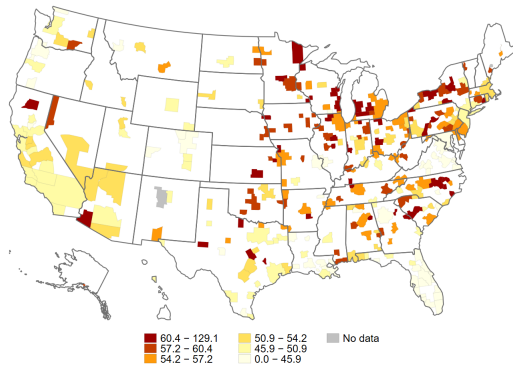 60.4 – 129.1 50.9 – 54.2 No data
57.2 – 60.4 45.9 – 50.9
54.2 – 57.2 0.0 – 45.9